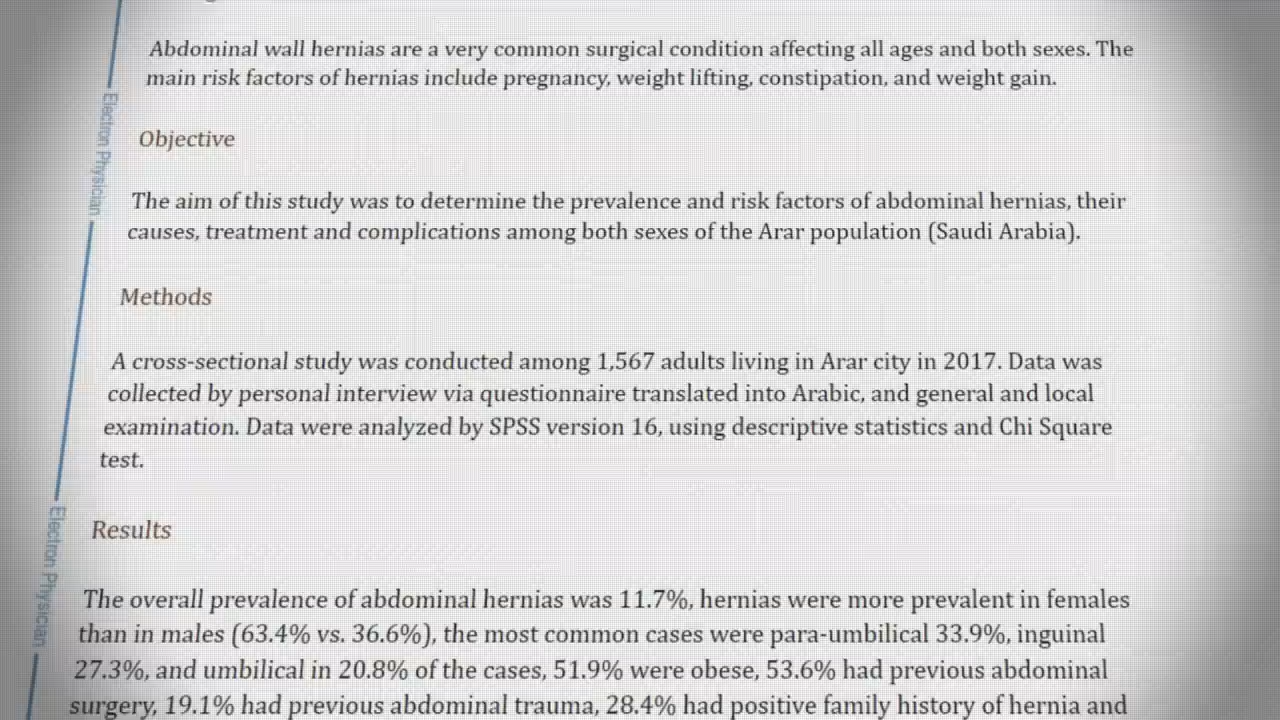 Abdominal wall hernias are a very common surgical condition affecting all ages and both sexes. The
main risk factors of hernias include pregnancy, weight lifting, constipation, and weight gain.
Objective
The aim of this study was to determine the prevalence and risk factors of abdominal hernias, their
causes, treatment and complications among both sexes of the Arar population (Saudi Arabia).
Methods
A cross-sectional study was conducted among 1,567 adults living in Arar city in 2017. Data was
collected by personal interview via questionnaire translated into Arabic, and general and local
examination. Data were analyzed by SPSS version 16, using descriptive statistics and Chi Square
test.
Results
The overall prevalence of abdominal hernias was 11.7%, hernias were more prevalent in females
than in males (63.4% vs. 36.6%), the most common cases were para-umbilical 33.9%, inguinal
27.3%, and umbilical in 20.8% of the cases, 51.9% were obese, 53.6% had previous abdominal
surgery, 19.1% had previous abdominal trauma, 28.4% had positive family history of hernia and
Electron Physician
Electron Physician